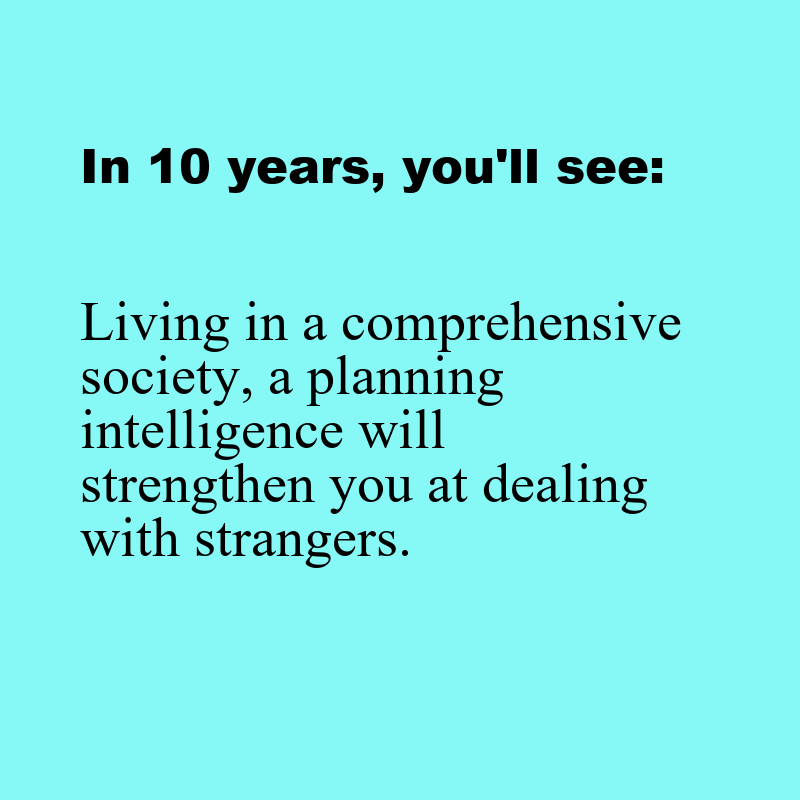 In 10 years, you'll see:
Living in a comprehensive
society, a planning
intelligence will
strengthen you at dealing
with strangers.